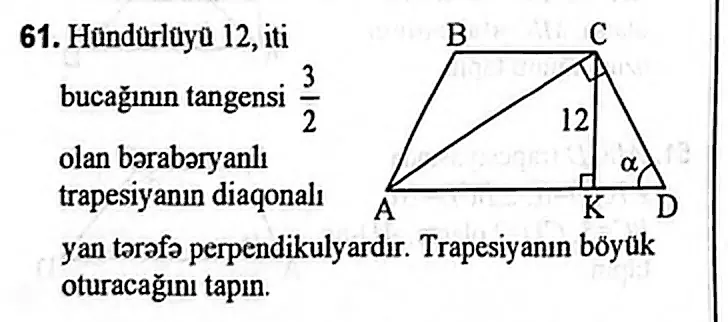 61. Hündürlüyü 12, iti
bucağının tangensi 3/2
olan bərabəryanlı
trapesiyanın diaqonalı
yan tərəfə perpendikulyardır. Trapesiyanın böyük
oturacağını tapın.
B C
12
α
A K D